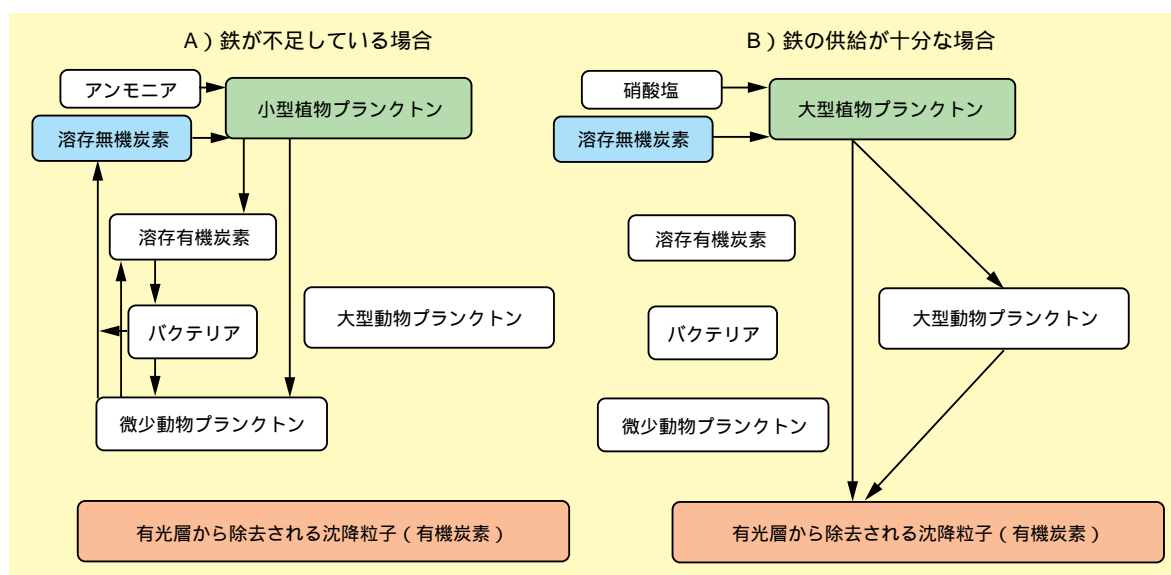 A）鉄が不足している場合
アンモニア
小型植物プランクトン
溶存無機炭素
溶存有機炭素
バクテリア
大型動物プランクトン
微少動物プランクトン
有光層から除去される沈降粒子（有機炭素）
B）鉄の供給が十分な場合
硝酸塩
大型植物プランクトン
溶存無機炭素
溶存有機炭素
バクテリア
大型動物プランクトン
微少動物プランクトン
有光層から除去される沈降粒子（有機炭素）